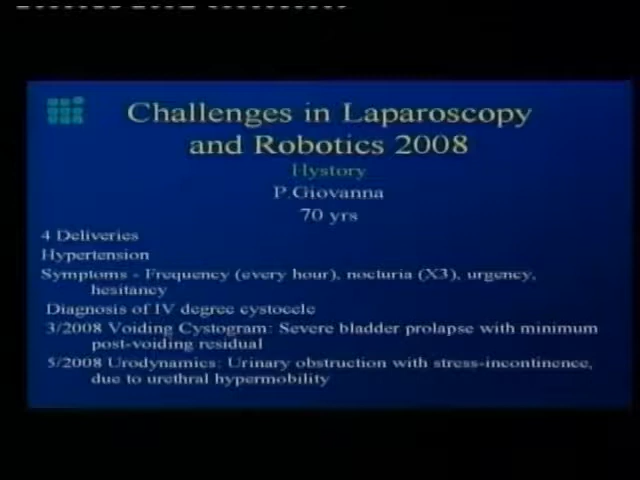 Challenges in Laparoscopy
and Robotics 2008
Hystory
P.Giovanna
70 yrs
4 Deliveries
Hypertension
Symptoms - Frequency (every hour), nocturia (X3), urgency,
hesitancy
Diagnosis of IV degree cystocele
3/2008 Voiding Cystogram: Severe bladder prolapse with minimum
post-voiding residual
5/2008 Urodynamics: Urinary obstruction with stress-incontinence,
due to urethral hypermobility